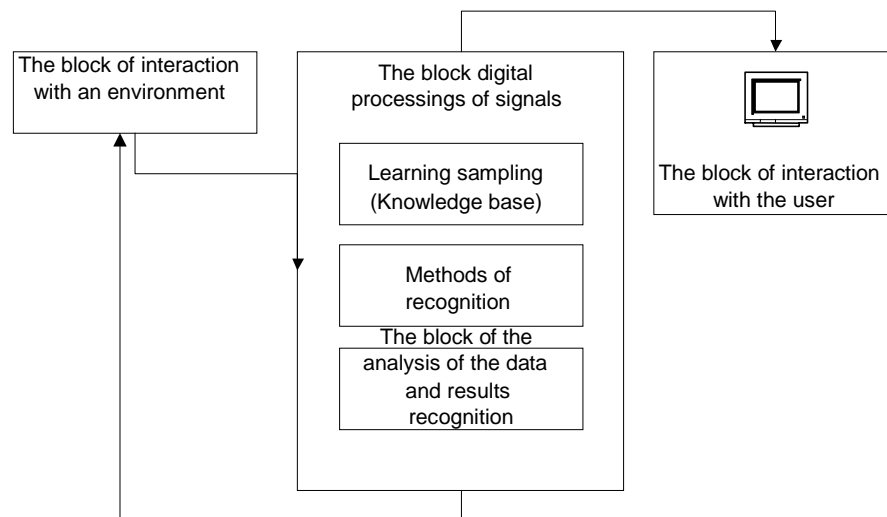 The block of interaction
with an environment
The block digital
processings of signals
Learning sampling
(Knowledge base)
Methods of
recognition
The block of the
analysis of the data
and results
recognition
The block of interaction
with the user